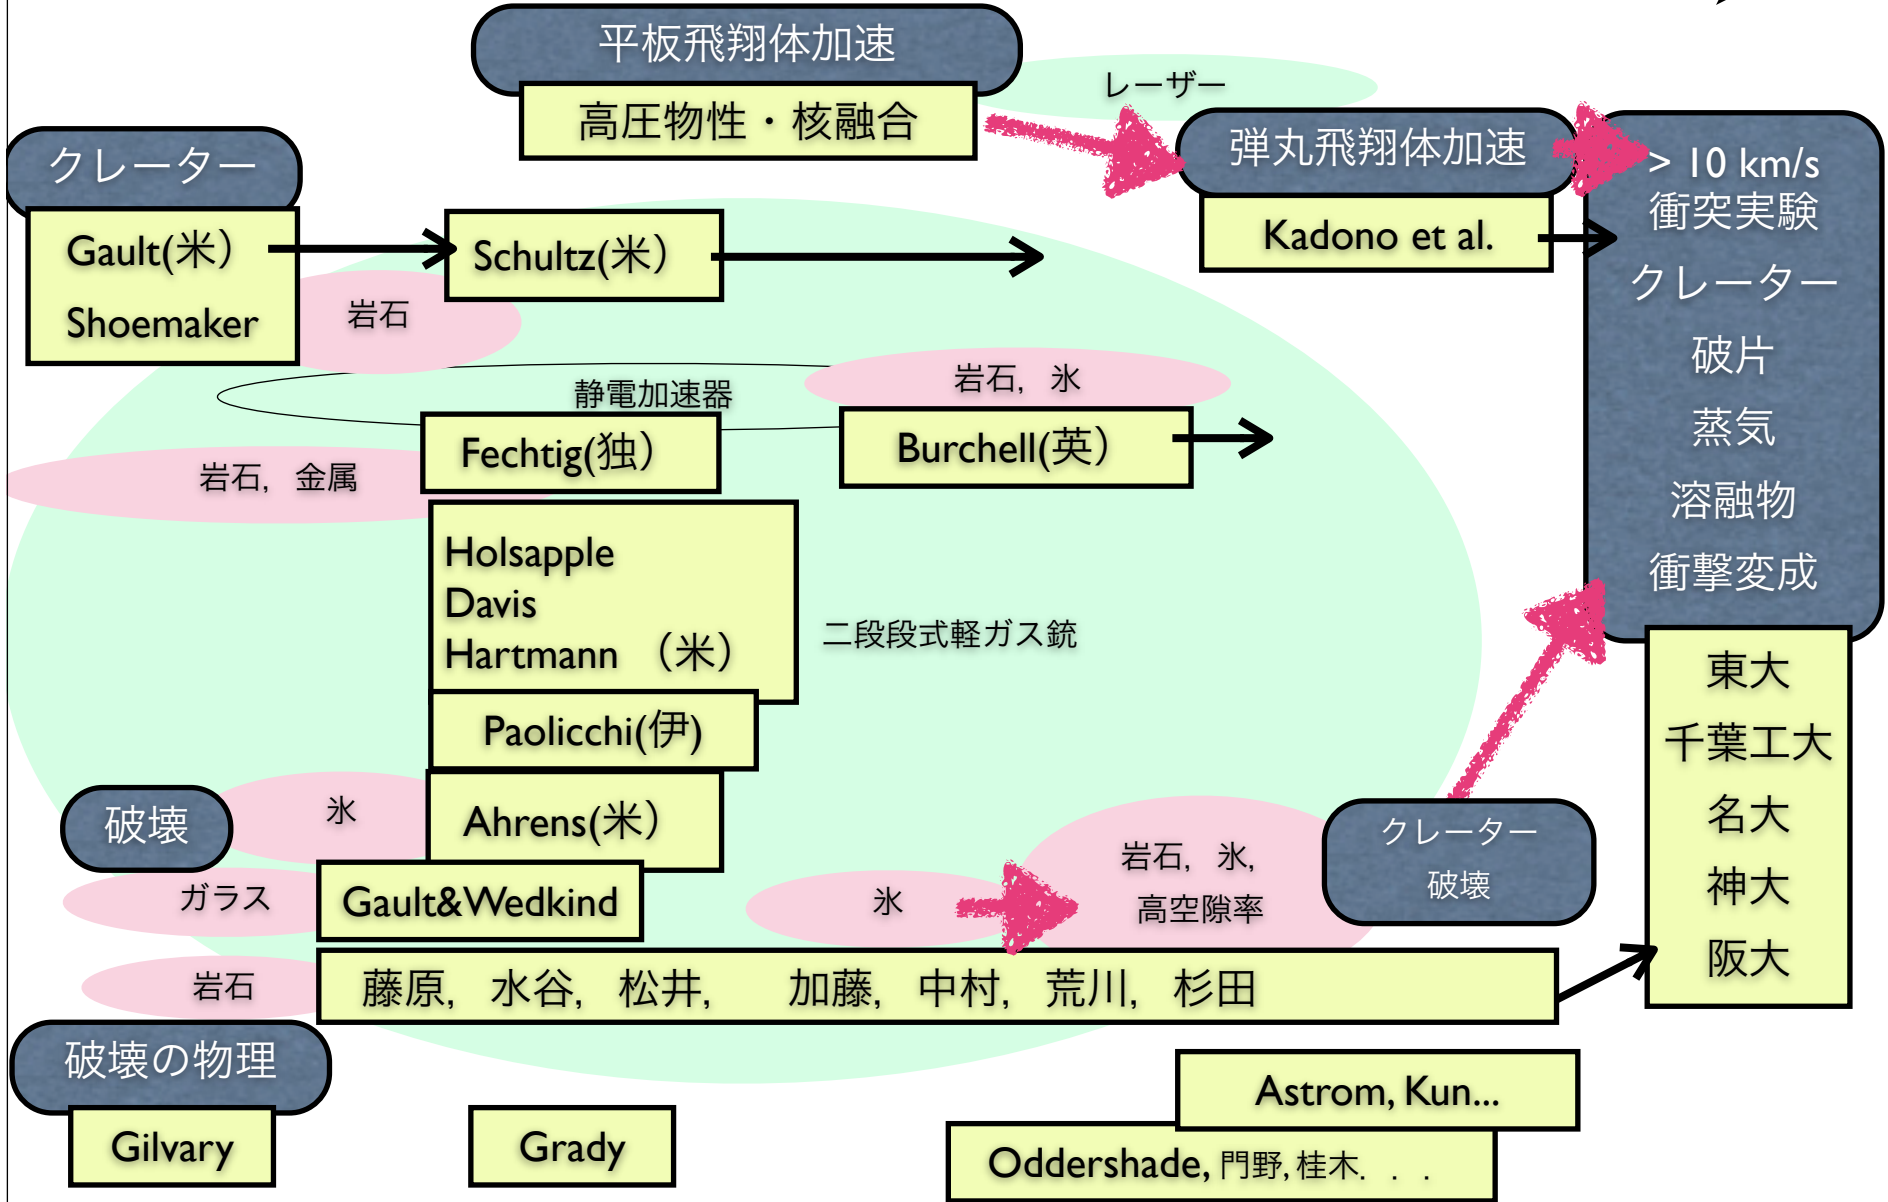 平板飛翔体加速
高圧物性・核融合
レーザー
弾丸飛翔体加速
Kadono et al.
クレーター
Gault(米)
Shoemaker
岩石
Schultz(米)
静電加速器
岩石, 氷
Fechtig(独)
Burchell(英)
岩石, 金属
Holsapple
Davis
Hartmann (米)
二段段式軽ガス銃
Paolicchi(伊)
破壊
氷
Ahrens(米)
ガラス
Gault&Wedkind
氷
岩石, 氷,
高空隙率
クレーター
破壊
岩石
藤原, 水谷, 松井, 加藤, 中村, 荒川, 杉田
破壊の物理
Gilvary
Grady
Astrom, Kun...
Oddershade, 門野, 桂木. . .
> 10 km/s
衝突実験
クレーター
破片
蒸気
溶融物
衝撃変成
東大
千葉工大
名大
神大
阪大